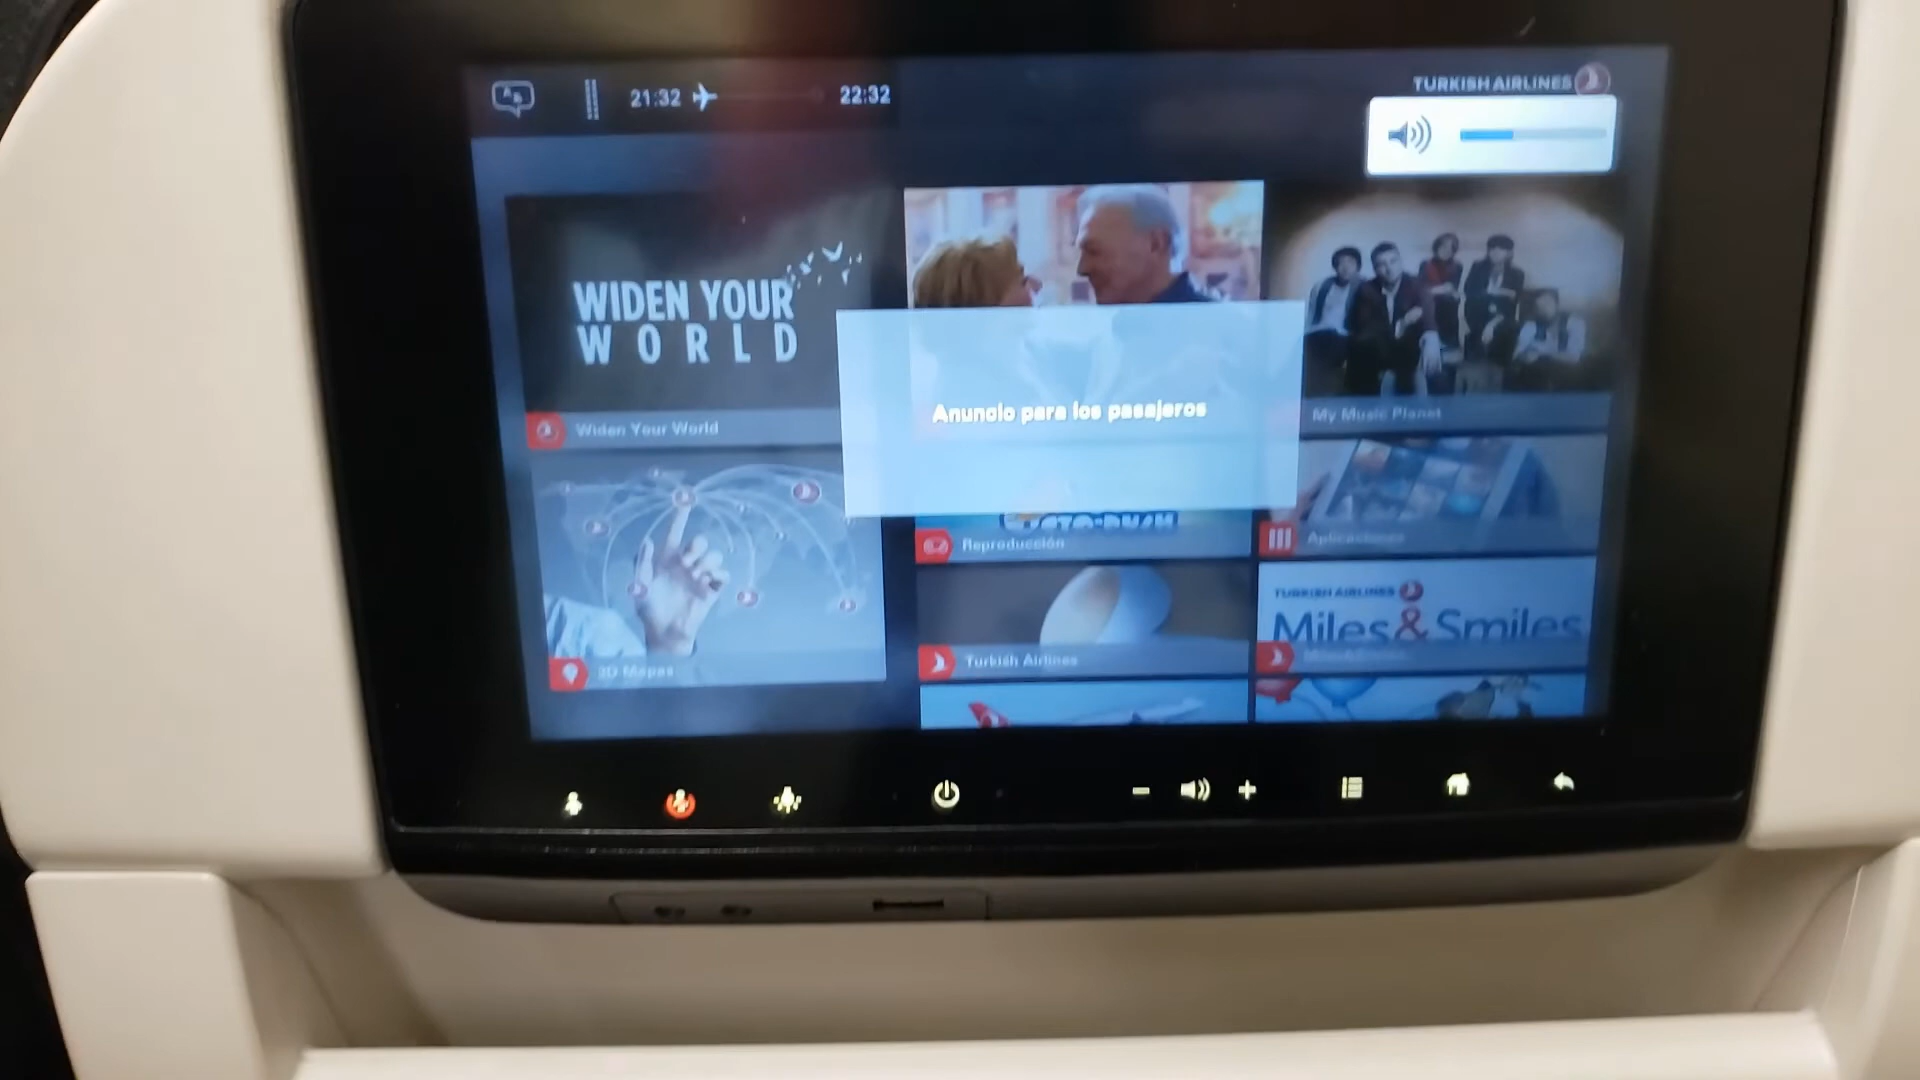 21:32
22:32
TURKISH AIRLINES
WIDEN YOUR
WORLD
Widen Your World
Anuncio para los pasajeros
My Music Planet
Reproducción
Aplicaciones
3D Mapas
Turkish Airlines
TURKISH AIRLINES
Miles&Smiles